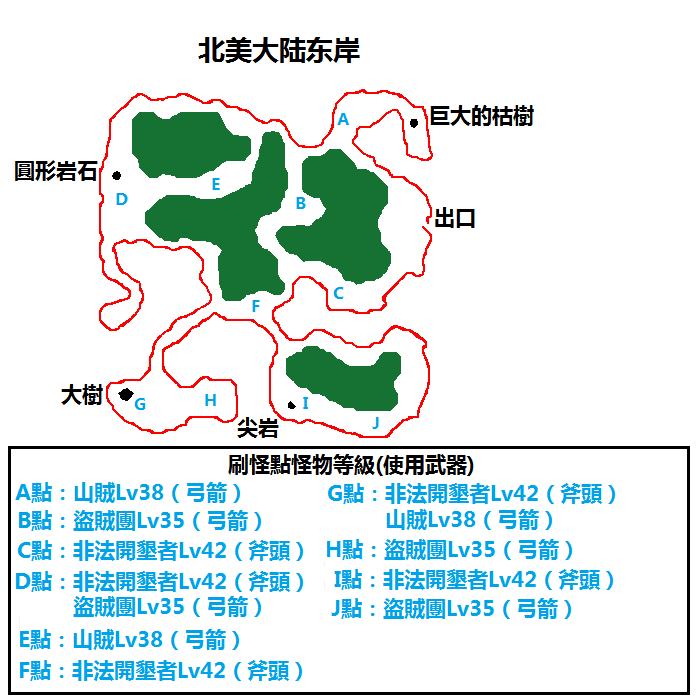 北美大陆东岸
A
巨大的枯樹
圓形岩石
E
D
B
出口
C
F
大樹
G
H
I
尖岩
J
刷怪點怪物等級(使用武器)
A點：山賊Lv38（弓箭）
B點：盜賊團Lv35（弓箭）
C點：非法開墾者Lv42（斧頭）
D點：非法開墾者Lv42（斧頭）
盜賊團Lv35（弓箭）
E點：山賊Lv38（弓箭）
F點：非法開墾者Lv42（斧頭）
G點：非法開墾者Lv42（斧頭）
山賊Lv38（弓箭）
H點：盜賊團Lv35（弓箭）
I點：非法開墾者Lv42（斧頭）
J點：盜賊團Lv35（弓箭）